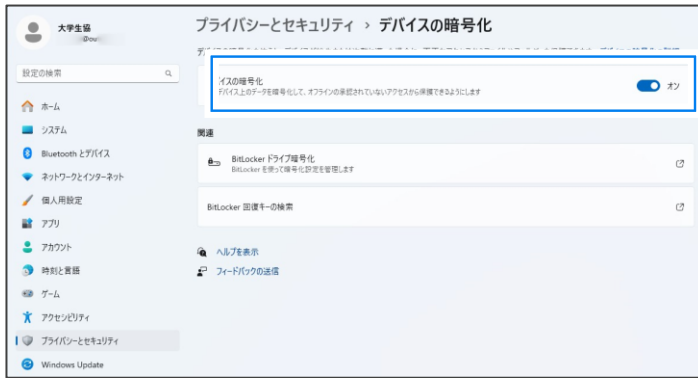 大学生協
プライバシーとセキュリティ › デバイスの暗号化
設定の検索
イスの暗号化
デバイス上のデータを暗号化して、オフラインの承認されていないアクセスから保護できるようにします
オン
ホーム
システム
Bluetooth とデバイス
ネットワークとインターネット
個人用設定
アプリ
アカウント
時刻と言語
ゲーム
アクセシビリティ
プライバシーとセキュリティ
Windows Update
関連
BitLocker ドライブ暗号化
BitLocker を使って暗号化設定を管理します
BitLocker 回復キーの検索
ヘルプを表示
フィードバックの送信